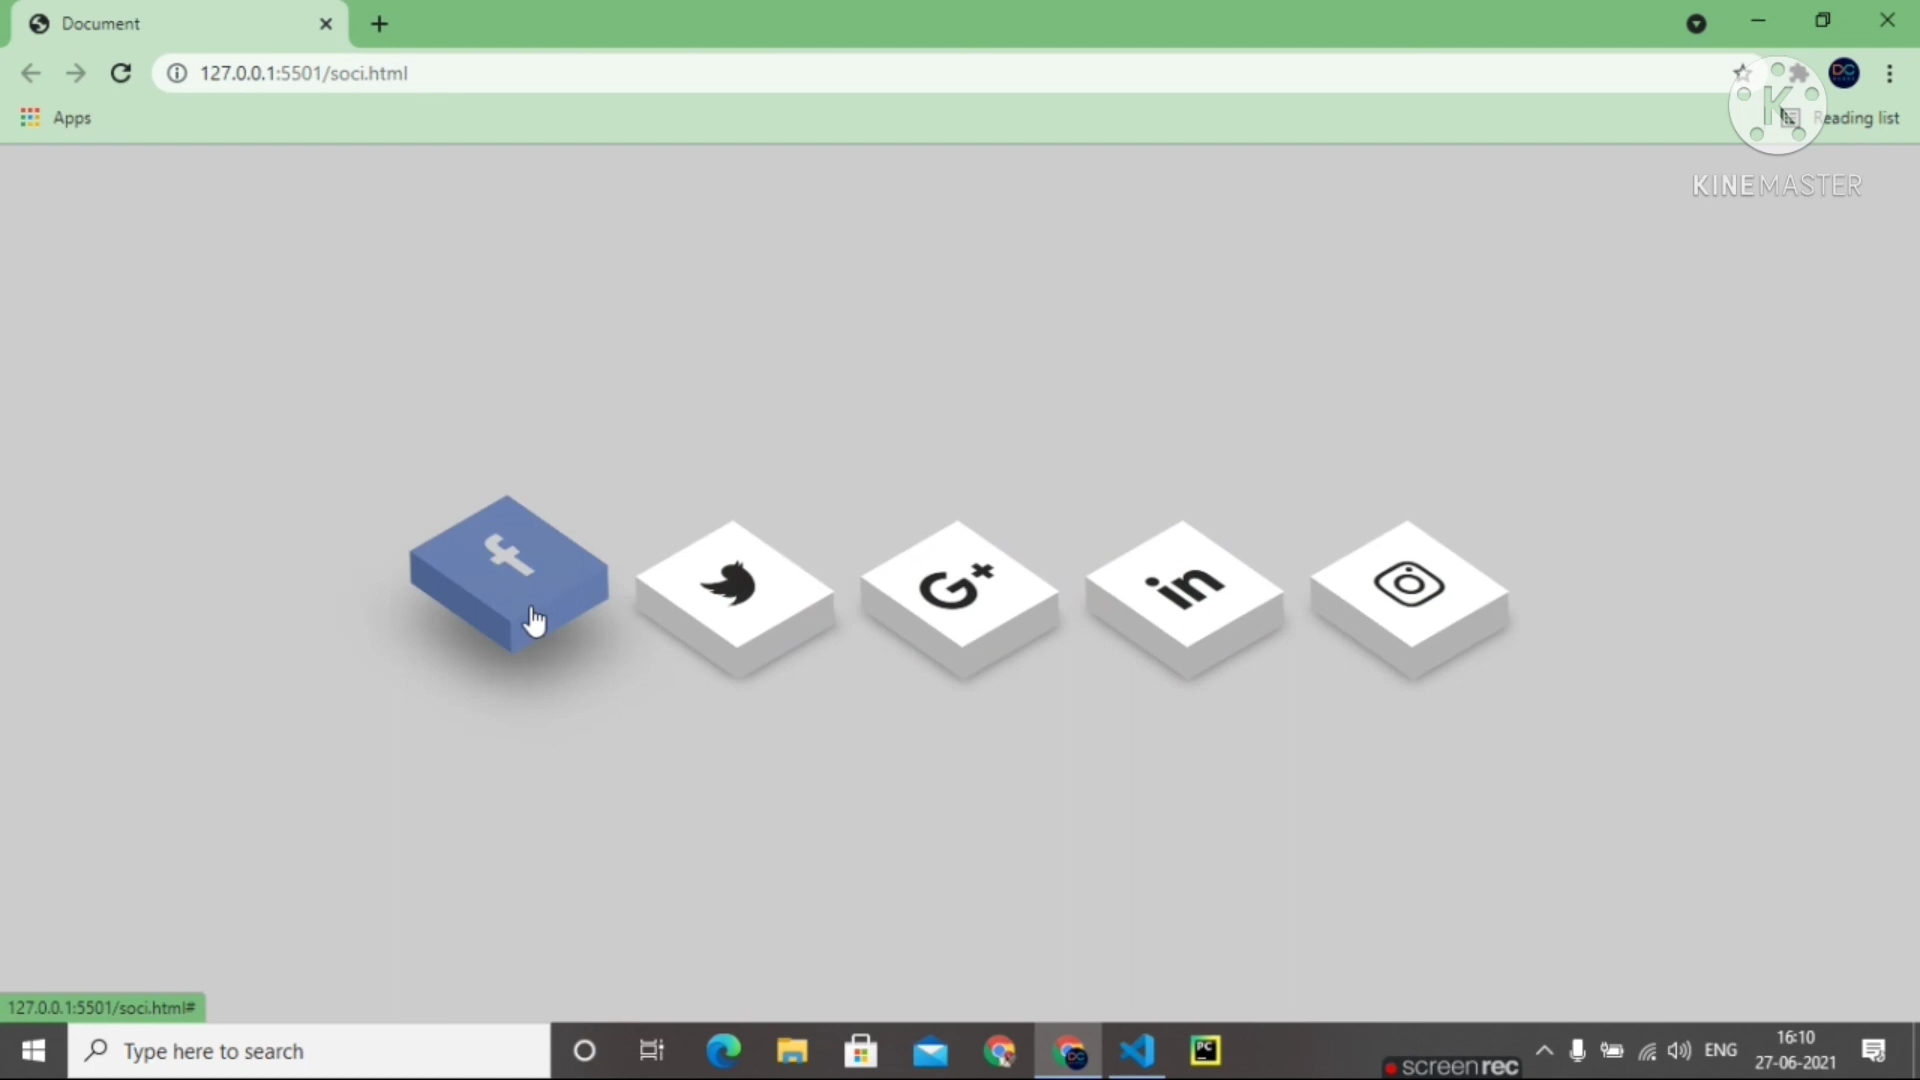 Document
127.0.0.1:5501/soci.html
Apps
Reading list
KINEMASTER
f
G+
in
127.0.0.1:5501/soci.html#
Type here to search
PC
ENG
16:10
27-06-2021
screenrec